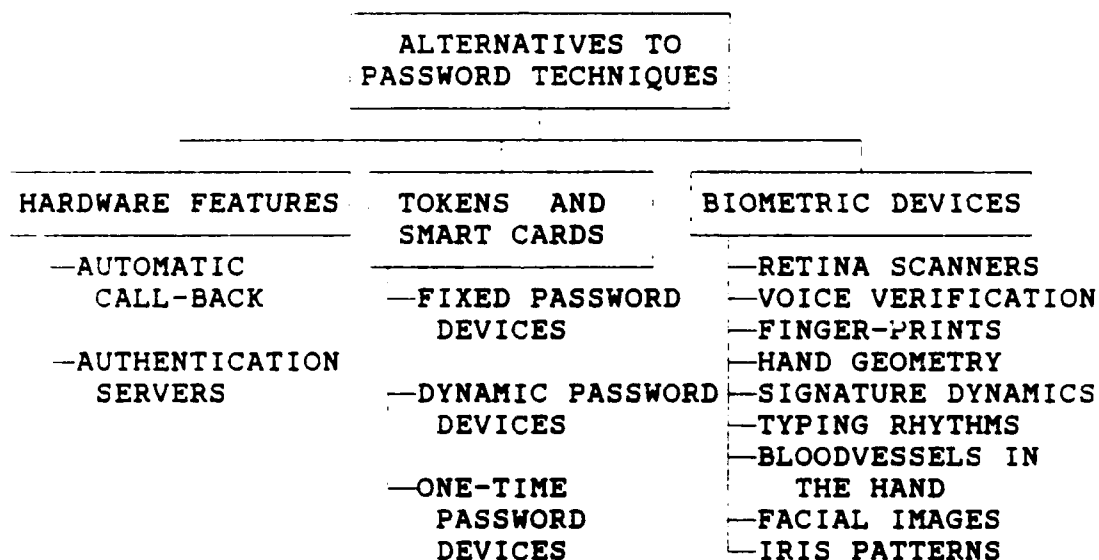 ALTERNATIVES TO
PASSWORD TECHNIQUES
HARDWARE FEATURES
—AUTOMATIC
CALL-BACK
—AUTHENTICATION
SERVERS
TOKENS AND
SMART CARDS
—FIXED PASSWORD
DEVICES
—DYNAMIC PASSWORD
DEVICES
—ONE-TIME
PASSWORD
DEVICES
BIOMETRIC DEVICES
—RETINA SCANNERS
—VOICE VERIFICATION
—FINGER-PRINTS
—HAND GEOMETRY
—SIGNATURE DYNAMICS
—TYPING RHYTHMS
—BLOODVESSELS IN
THE HAND
—FACIAL IMAGES
—IRIS PATTERNS